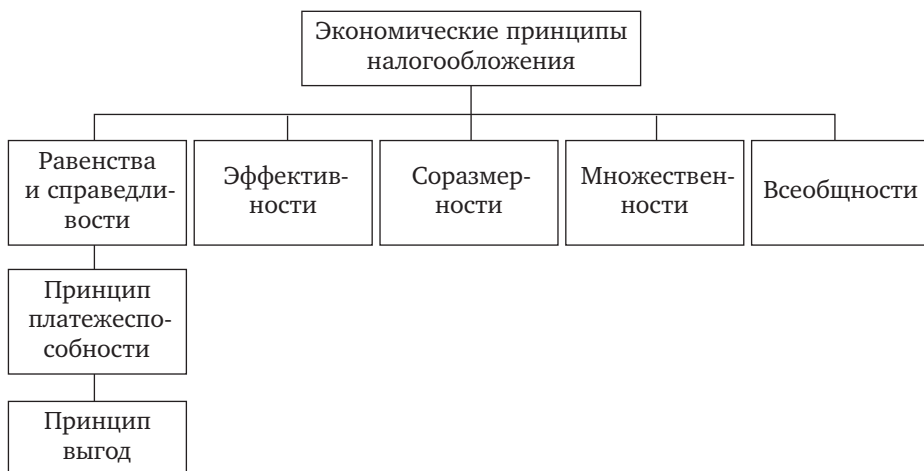 Экономические принципы
налогообложения
Равенства
и справедли-
вости
Эффектив-
ности
Соразмер-
ности
Множествен-
ности
Всеобщности
Принцип
платежеспо-
собности
Принцип
выгод